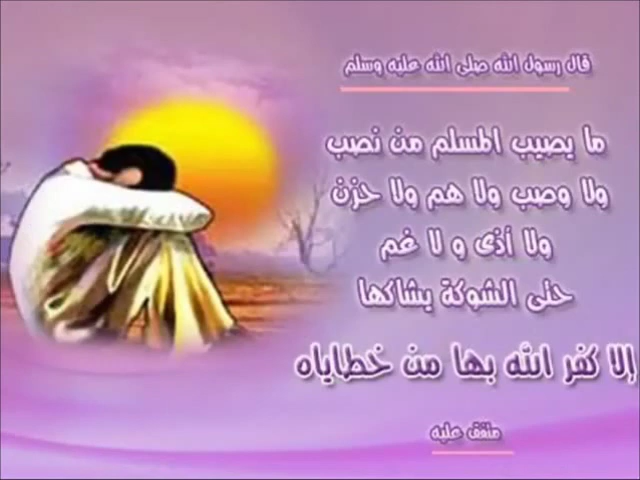 قال رسول الله صلى الله عليه وسلم
ما يصيب المسلم من نصب
ولا وصب ولا هم ولا حزن
ولا أذى و لا غم
حتى الشوكة يشاكها
إلا كفر الله بها من خطاياه
متفق عليه